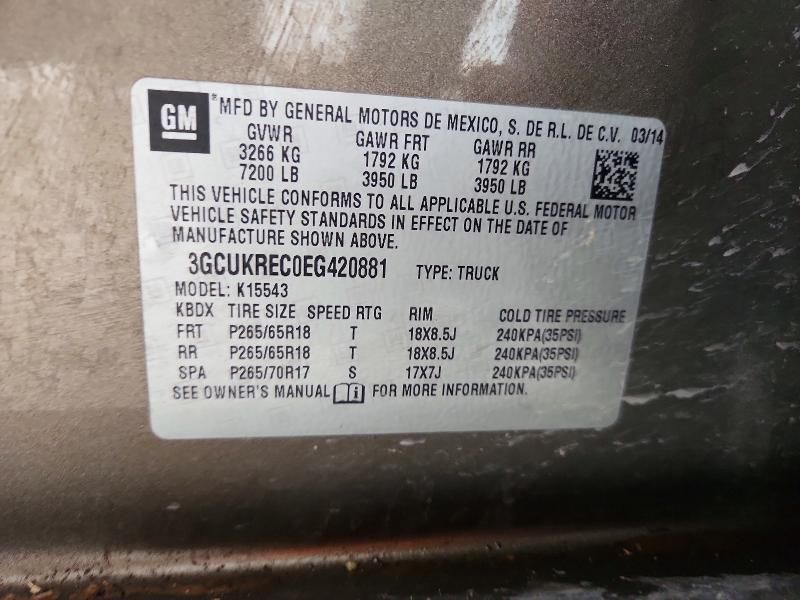 GM *MFD BY GENERAL MOTORS DE MEXICO, S. DE R.L. DE C.V. 03/14
GVWR GAWR FRT GAWR RR
3266 KG 1792 KG 1792 KG
7200 LB 3950 LB 3950 LB
THIS VEHICLE CONFORMS TO ALL APPLICABLE U.S. FEDERAL MOTOR
VEHICLE SAFETY STANDARDS IN EFFECT ON THE DATE OF
MANUFACTURE SHOWN ABOVE.
3GCUKREC0EG420881 TYPE: TRUCK
MODEL: K15543
KBDX TIRE SIZE SPEED RTG RIM COLD TIRE PRESSURE
FRT P265/65R18 T 18X8.5J 240KPA(35PSI)
RR P265/65R18 T 18X8.5J 240KPA(35PSI)
SPA P265/70R17 S 17X7J 240KPA(35PSI)
SEE OWNER'S MANUAL i FOR MORE INFORMATION.